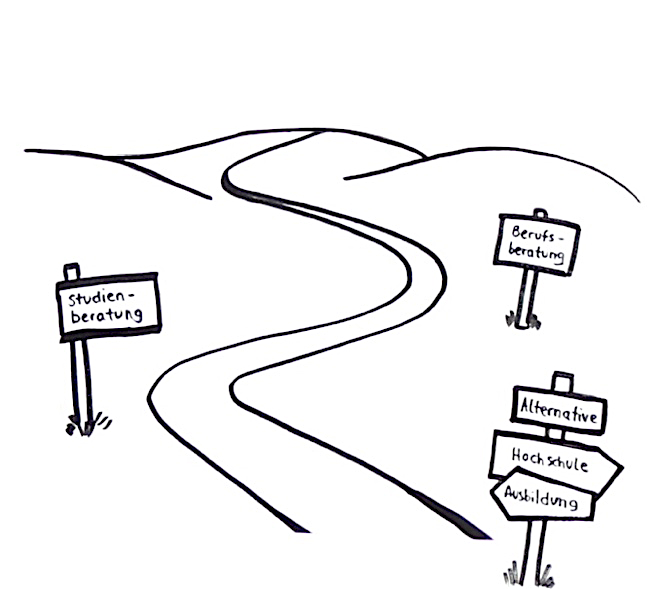 Berufs-
beratung
Studien-
beratung
Alternative
Hochschule
Ausbildung